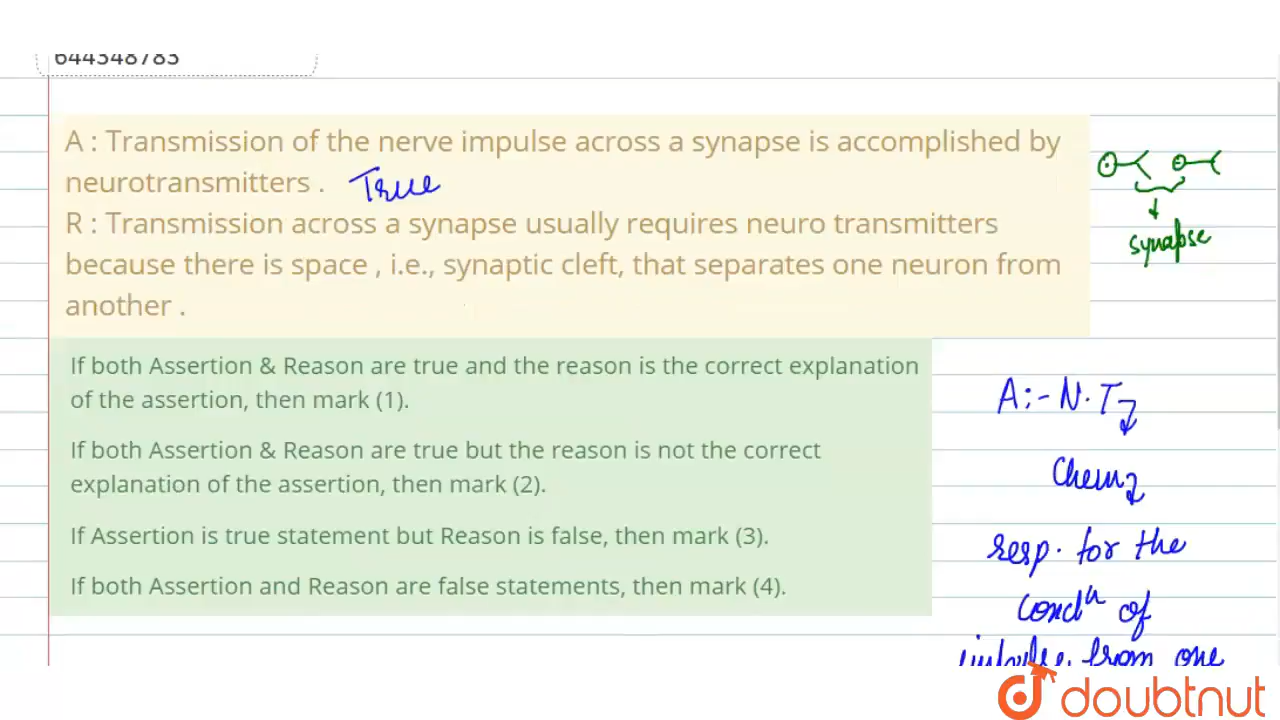 644348783
A : Transmission of the nerve impulse across a synapse is accomplished by
neurotransmitters . True
R : Transmission across a synapse usually requires neuro transmitters
because there is space , i.e., synaptic cleft, that separates one neuron from
another .
synapse
If both Assertion & Reason are true and the reason is the correct explanation
of the assertion, then mark (1).
If both Assertion & Reason are true but the reason is not the correct
explanation of the assertion, then mark (2).
If Assertion is true statement but Reason is false, then mark (3).
If both Assertion and Reason are false statements, then mark (4).
A :- N.T
Chem
resp. for the
condn of
impulse from one
doubtnut